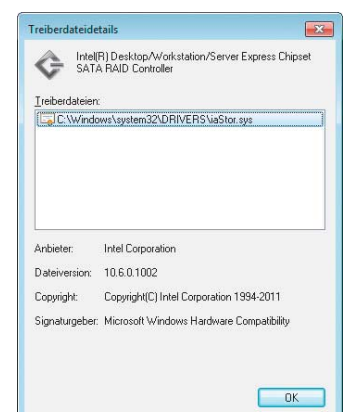 Treiberdateidetails
Intel(R) Desktop/Workstation/Server Express Chipset
SATA RAID Controller
Treiberdateien:
C:\Windows\system32\DRIVERS\iaStor.sys
Anbieter: Intel Corporation
Dateiversion: 10.6.0.1002
Copyright: Copyright(C) Intel Corporation 1994-2011
Signaturgeber: Microsoft Windows Hardware Compatibility
OK